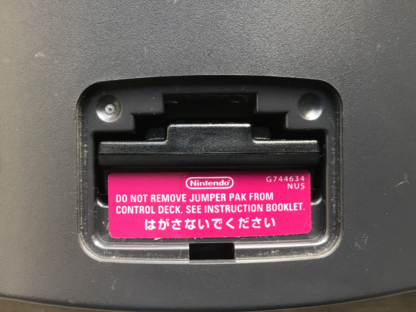 Nintendo
G744634
NUS
DO NOT REMOVE JUMPER PAK FROM
CONTROL DECK. SEE INSTRUCTION BOOKLET.
はがさないでください